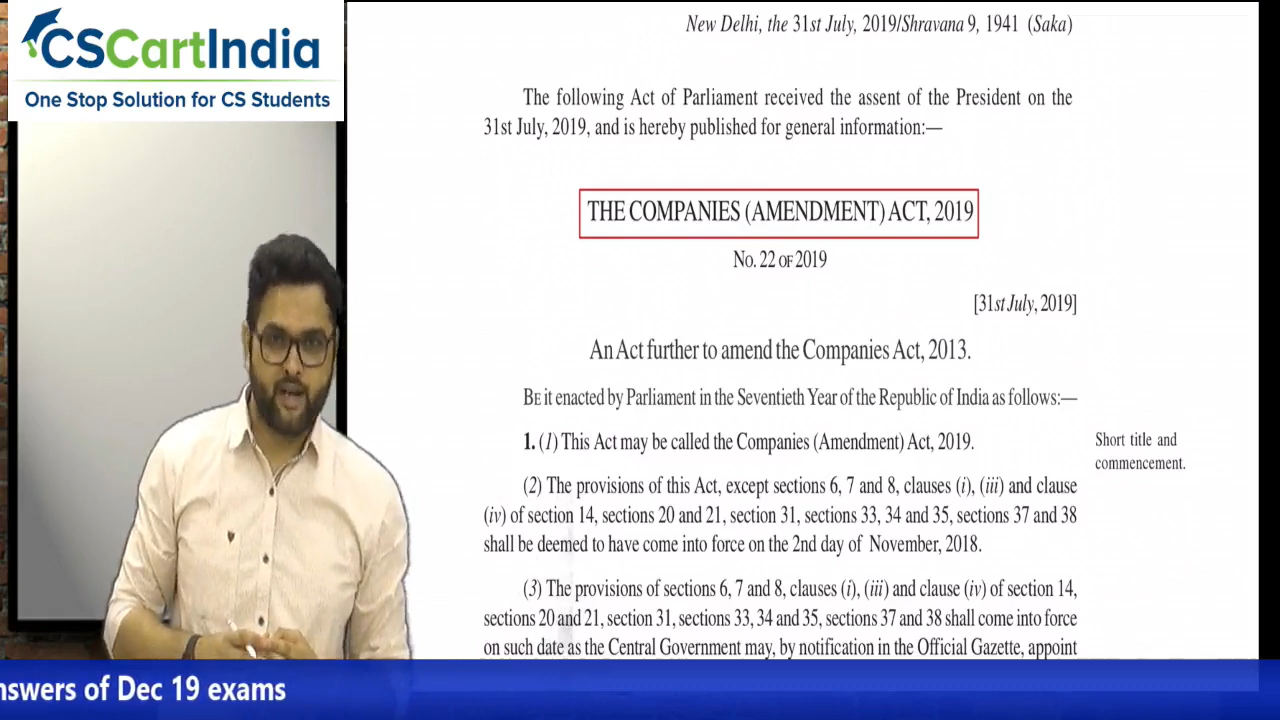 CSCartIndia
One Stop Solution for CS Students
New Delhi, the 31st July, 2019/Shravana 9, 1941 (Saka)
The following Act of Parliament received the assent of the President on the
31st July, 2019, and is hereby published for general information:—
THE COMPANIES (AMENDMENT) ACT, 2019
No. 22 OF 2019
[31st July, 2019]
An Act further to amend the Companies Act, 2013.
BE it enacted by Parliament in the Seventieth Year of the Republic of India as follows:—
1. (1) This Act may be called the Companies (Amendment) Act, 2019.
Short title and
commencement.
(2) The provisions of this Act, except sections 6, 7 and 8, clauses (i), (iii) and clause
(iv) of section 14, sections 20 and 21, section 31, sections 33, 34 and 35, sections 37 and 38
shall be deemed to have come into force on the 2nd day of November, 2018.
(3) The provisions of sections 6, 7 and 8, clauses (i), (iii) and clause (iv) of section 14,
sections 20 and 21, section 31, sections 33, 34 and 35, sections 37 and 38 shall come into force
on such date as the Central Government may, by notification in the Official Gazette, appoint
nswers of Dec 19 exams